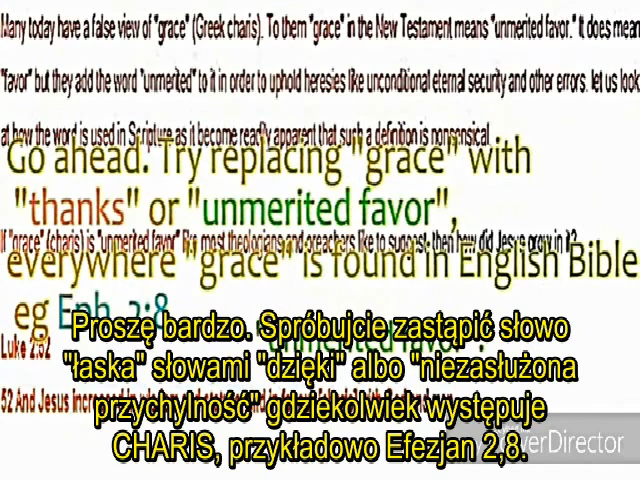 Many today have a false view of "grace" (Greek charis). To them "grace" in the New Testament means "unmerited favor." It does mean
"favor" but they add the word "unmerited" to it in order to uphold heresies like unconditional eternal security and other errors. let us look
at how the word is used in Scripture as it become readily apparent that such a definition is nonsensical.
Go ahead. Try replacing "grace" with
"thanks" or "unmerited favor",
If "grace" (charis) is "unmerited favor" like most theologians and preachers like to suggest, then how did Jesus grow in it?
everywhere "grace" is found in English Bible
eg Eph. 2:8
"unmerited favor".
Luke 2:52
52 And Jesus increased in
Proszę bardzo. Spróbujcie zastąpić słowo
"łaska" słowami "dzięki" albo "niezasłużona
przychylność" gdziekolwiek występuje
CHARIS, przykładowo Efezjan 2,8.
PowerDirector